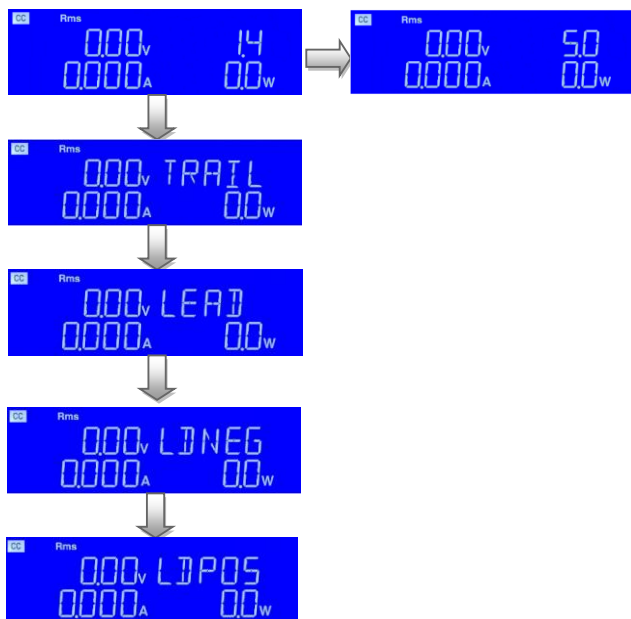 CC Rms
0.00V 1.4
0.000A 0.0W
CC Rms
0.00V 5.0
0.000A 0.0W
CC Rms
0.00V TRAIL
0.000A 0.0W
CC Rms
0.00V LEAD
0.000A 0.0W
CC Rms
0.00V LDNEG
0.000A 0.0W
CC Rms
0.00V LDPOS
0.000A 0.0W